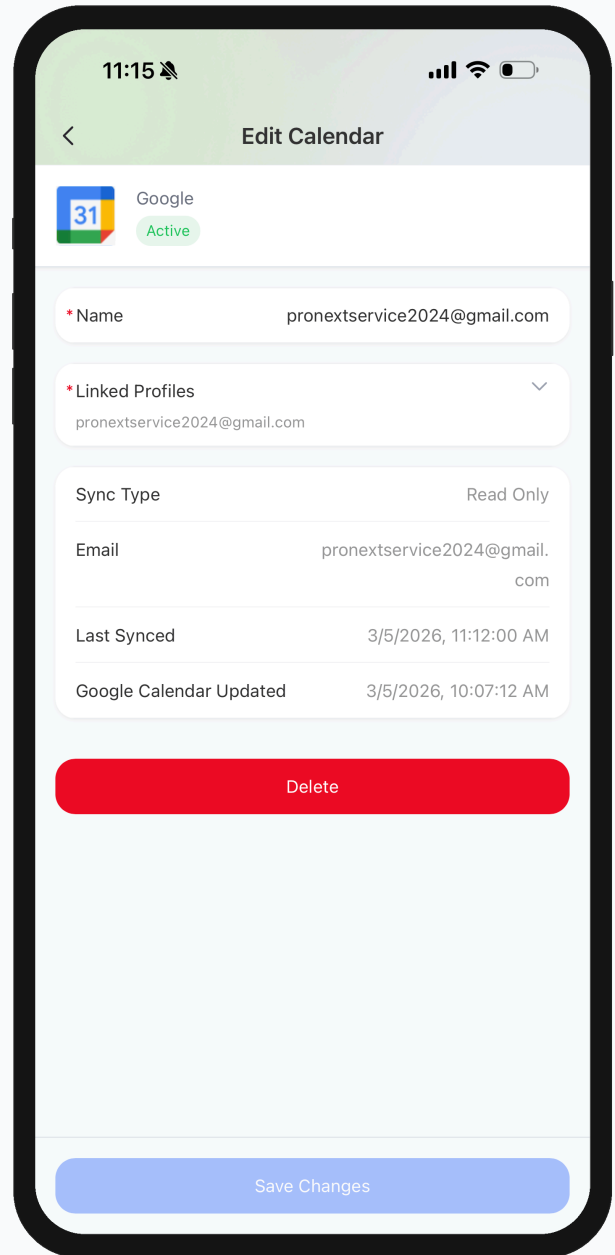 11:15
Edit Calendar
31
Google
Active
*Name pronextservice2024@gmail.com
*Linked Profiles
pronextservice2024@gmail.com
Sync Type Read Only
Email pronextservice2024@gmail.
com
Last Synced 3/5/2026, 11:12:00 AM
Google Calendar Updated 3/5/2026, 10:07:12 AM
Delete
Save Changes